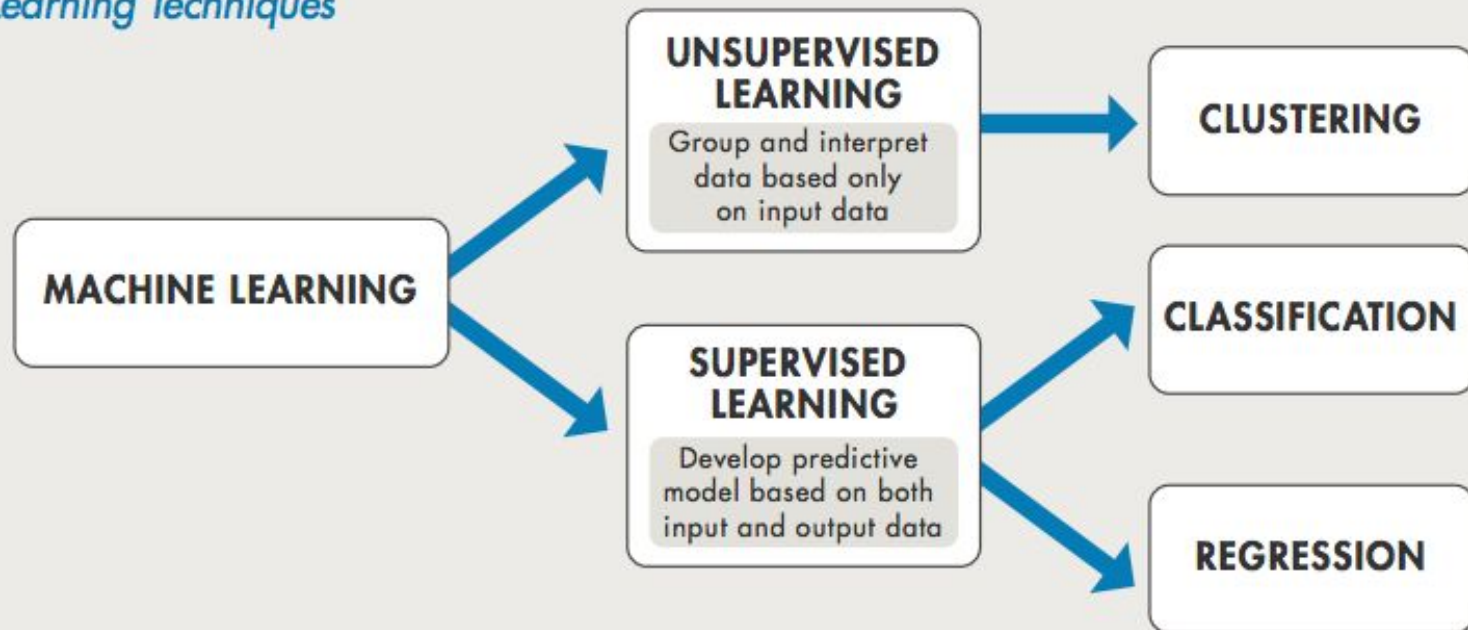 Learning Techniques
UNSUPERVISED
LEARNING
Group and interpret
data based only
on input data
CLUSTERING
MACHINE LEARNING
CLASSIFICATION
SUPERVISED
LEARNING
Develop predictive
model based on both
input and output data
REGRESSION